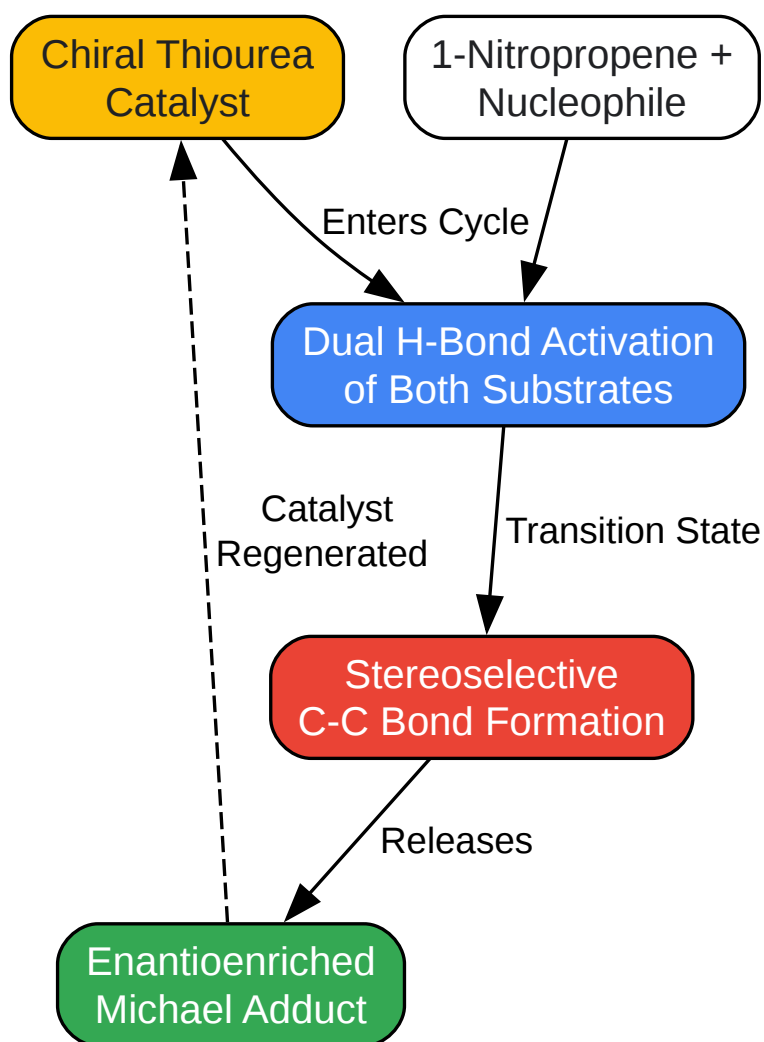 Chiral Thiourea
Catalyst
1-Nitropropene +
Nucleophile
Enters Cycle
Dual H-Bond Activation
of Both Substrates
Catalyst
Regenerated
Transition State
Stereoselective
C-C Bond Formation
Releases
Enantioenriched
Michael Adduct